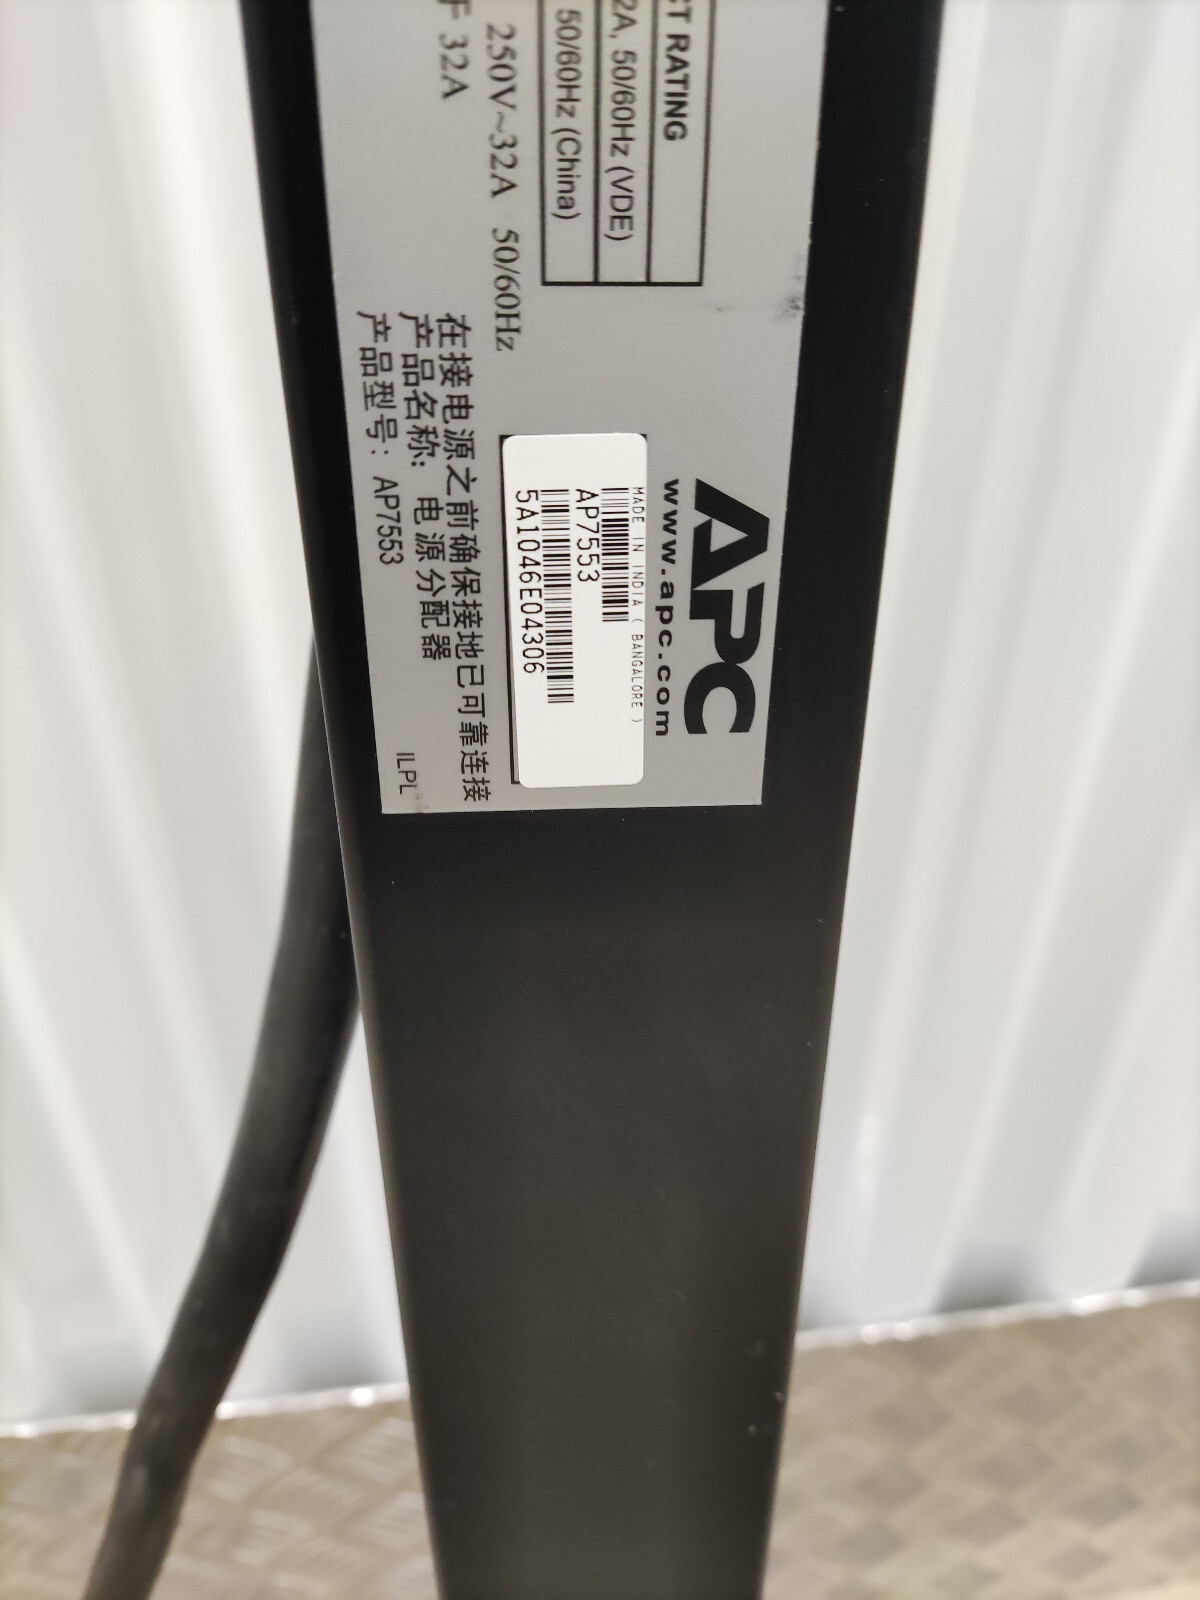 CT RATING
2A, 50/60Hz (VDE)
50/60Hz (China)
250V~32A 50/60Hz
于 32A
APC
www.apc.com
MADE IN INDIA ( BANGALORE )
AP7553
5A1046E04306
在接电源之前确保接地已可靠连接
产品名称: 电源分配器
产品型号: AP7553
ILPL